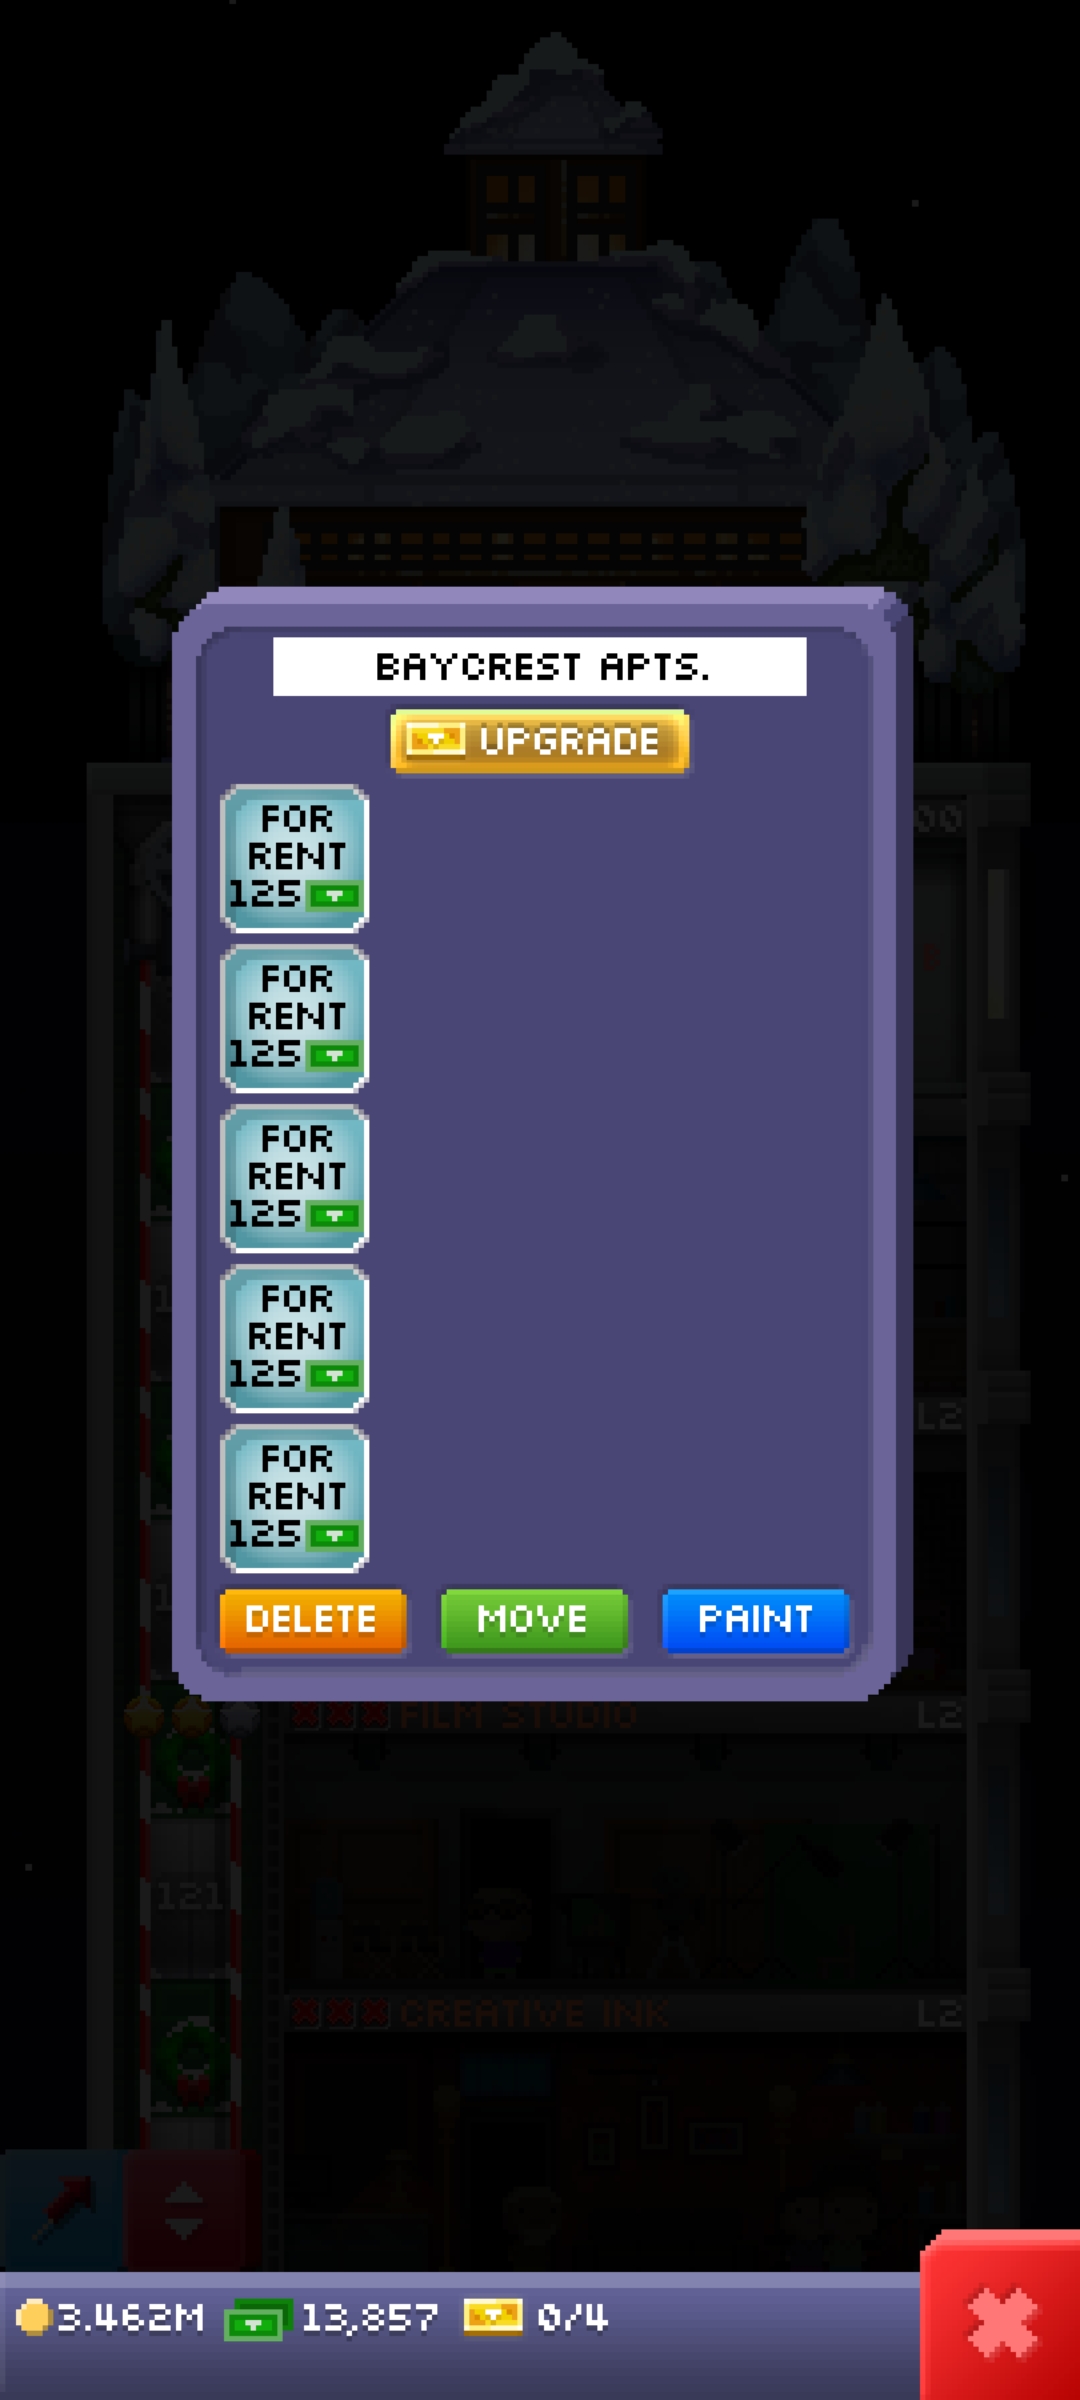 BAYCREST APTS.
UPGRADE
FOR
RENT
125
FOR
RENT
125
FOR
RENT
125
FOR
RENT
125
FOR
RENT
125
DELETE MOVE PAINT
L2
FILM STUDIO L2
121
CREATIVE INK L2
3.462M 13,857 0/4